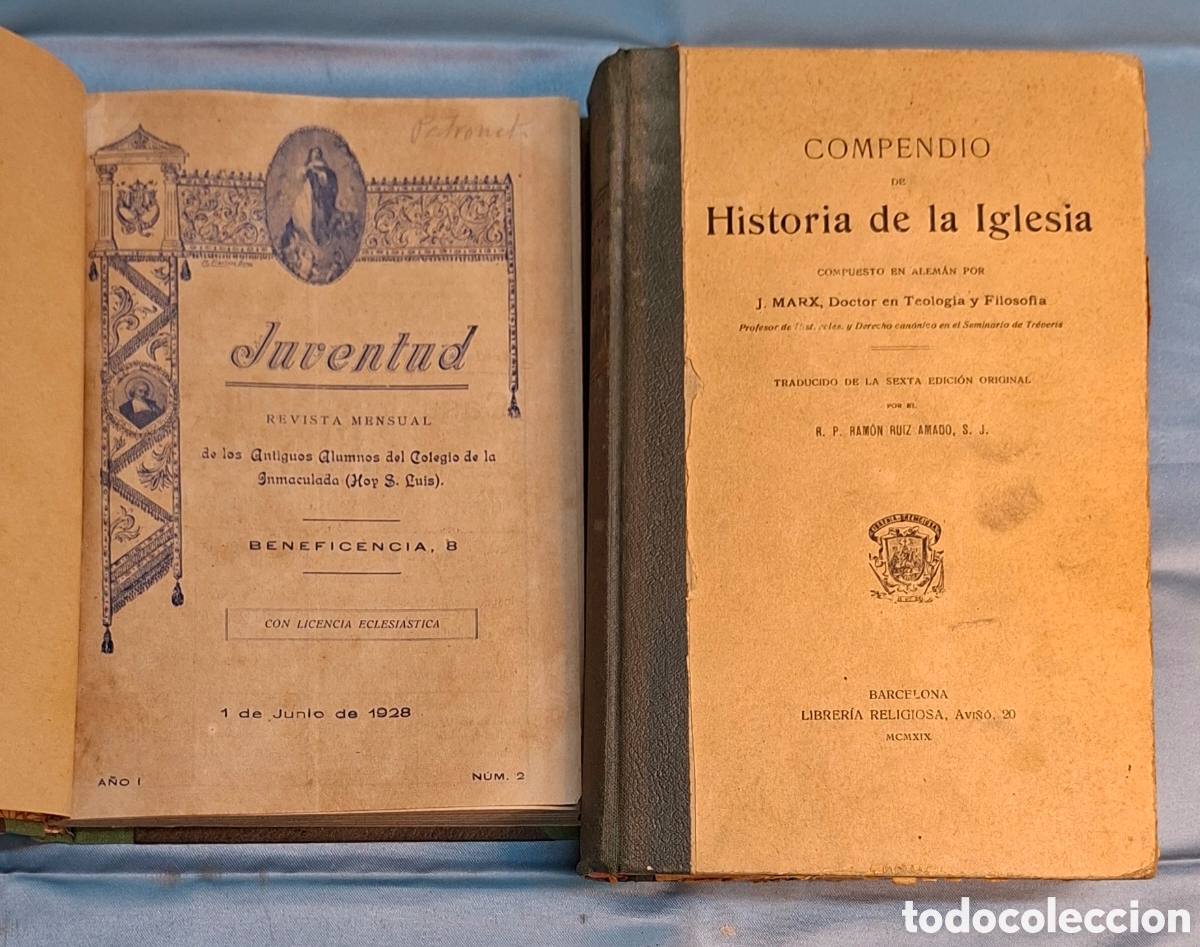 Juventud
REVISTA MENSUAL
de los Antiguos Alumnos del Colegio de la
Inmaculada (Hoy S. Luis).
BENEFICENCIA, 8
CON LICENCIA ECLESIÁSTICA
1 de Junio de 1928
AÑO I
NÚM. 2
COMPENDIO
DE
Historia de la Iglesia
COMPUESTO EN ALEMÁN POR
J. MARX, Doctor en Teología y Filosofía
Profesor de Hist. ecles. y Derecho canónico en el Seminario de Tréveris
TRADUCIDO DE LA SEXTA EDICIÓN ORIGINAL
POR EL
R. P. RAMÓN RUIZ AMADO, S. J.
BARCELONA
LIBRERÍA RELIGIOSA, AVIÑÓ, 20
MCMXIX
todocoleccion